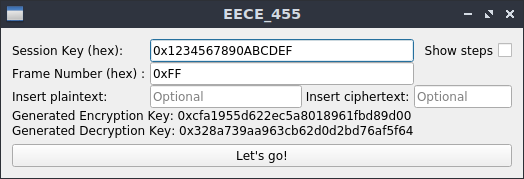 EECE_455
Session Key (hex): 0x1234567890ABCDEF Show steps
Frame Number (hex) : 0xFF
Insert plaintext: Optional Insert ciphertext: Optional
Generated Encryption Key: 0xcfa1955d622ec5a8018961fbd89d00
Generated Decryption Key: 0x328a739aa963cb62d0d2bd76af5f64
Let's go!